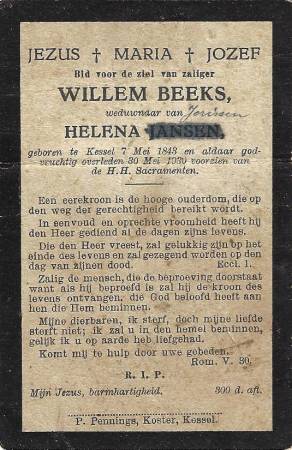 JEZUS † MARIA † JOZEF
Bid voor de ziel van zaliger
WILLEM BEEKS,
weduwnaar van Jorissen
HELENA JANSEN,
geboren te Kessel 7 Mei 1843 en aldaar god-
vruchtig overleden 30 Mei 1930 voorzien van
de H.H. Sacramenten.
Een eerekroon is de hooge ouderdom, die op
den weg der gerechtigheid bereikt wordt.
In eenvoud en oprechte vroomheid heeft hij
den Heer gediend al de dagen zijns levens.
Die den Heer vreest, zal gelukkig zijn op het
einde des levens en zal gezegend worden op den
dag van zijnen dood. Eccl. 1.
Zalig de mensch, die de beproeving doorstaat
want als hij beproefd is zal hij de kroon des
levens ontvangen, die God beloofd heeft aan
hen die Hem beminnen.
Mijne dierbaren, ik sterf, doch mijne liefde
sterft niet; ik zal u in den hemel beminnen,
gelijk ik u op aarde heb liefgehad.
Komt mij te hulp door uwe gebeden.
Rom. V. 30.
R. I. P.
Mijn Jezus, barmhartigheid. 300 d. afl.
P. Pennings, Koster, Kessel.